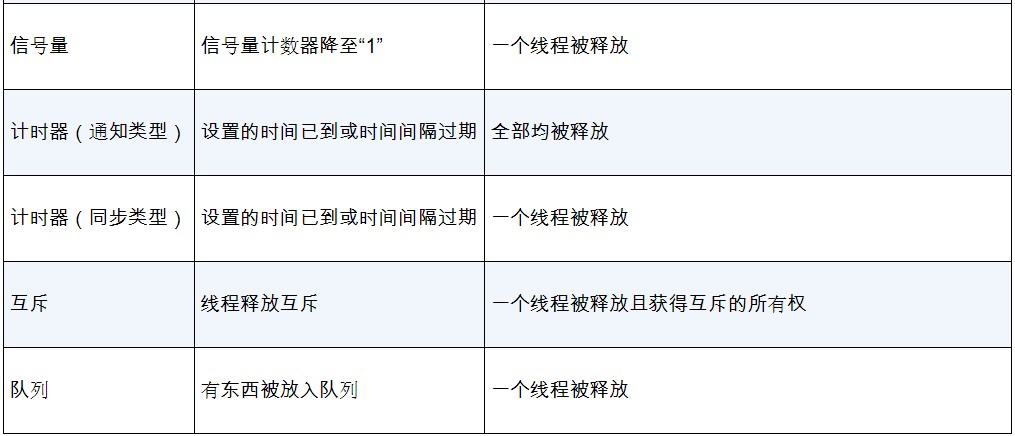 信号量 信号量计数器降至“1” 一个线程被释放
计时器（通知类型） 设置的时间已到或时间间隔过期 全部均被释放
计时器（同步类型） 设置的时间已到或时间间隔过期 一个线程被释放
互斥 线程释放互斥 一个线程被释放且获得互斥的所有权
队列 有东西被放入队列 一个线程被释放